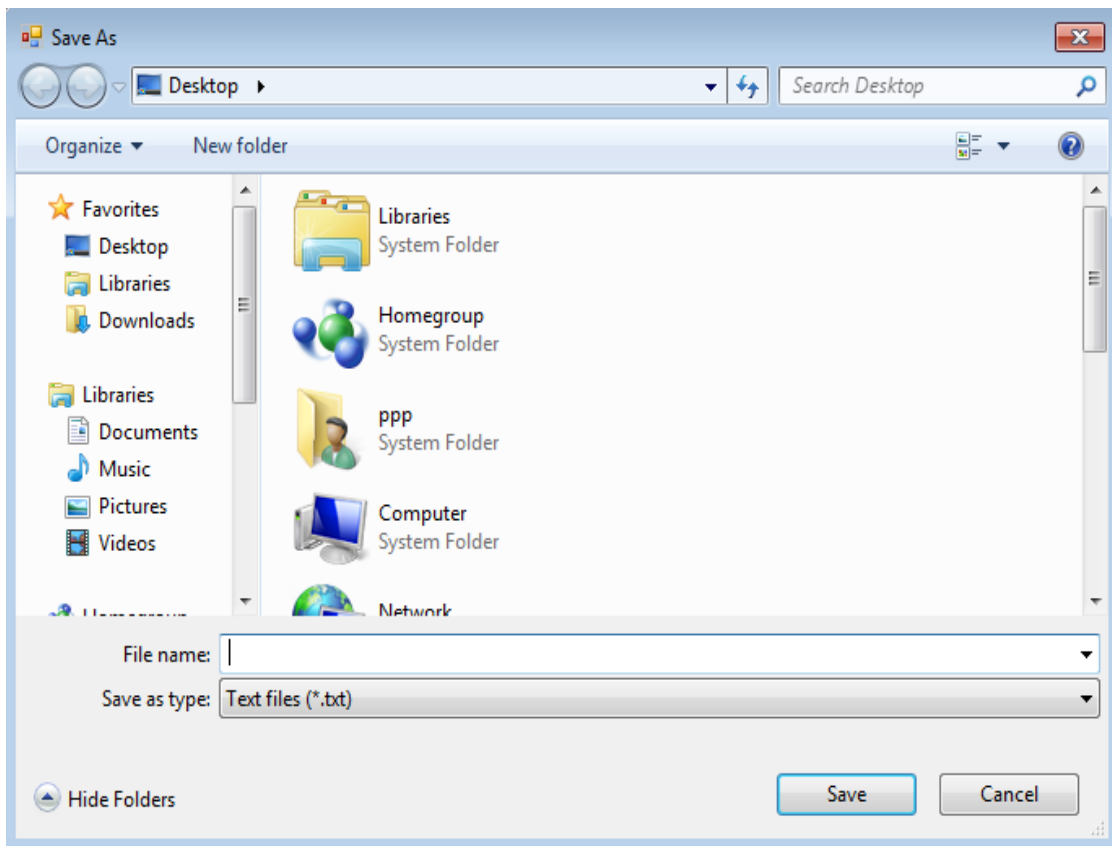 Save As
Desktop
Search Desktop
Organize
New folder
Favorites
Desktop
Libraries
Downloads
Libraries
Documents
Music
Pictures
Videos
Homegroup
Libraries
System Folder
Homegroup
System Folder
ppp
System Folder
Computer
System Folder
Network
File name:
Save as type: Text files (*.txt)
Hide Folders
Save
Cancel